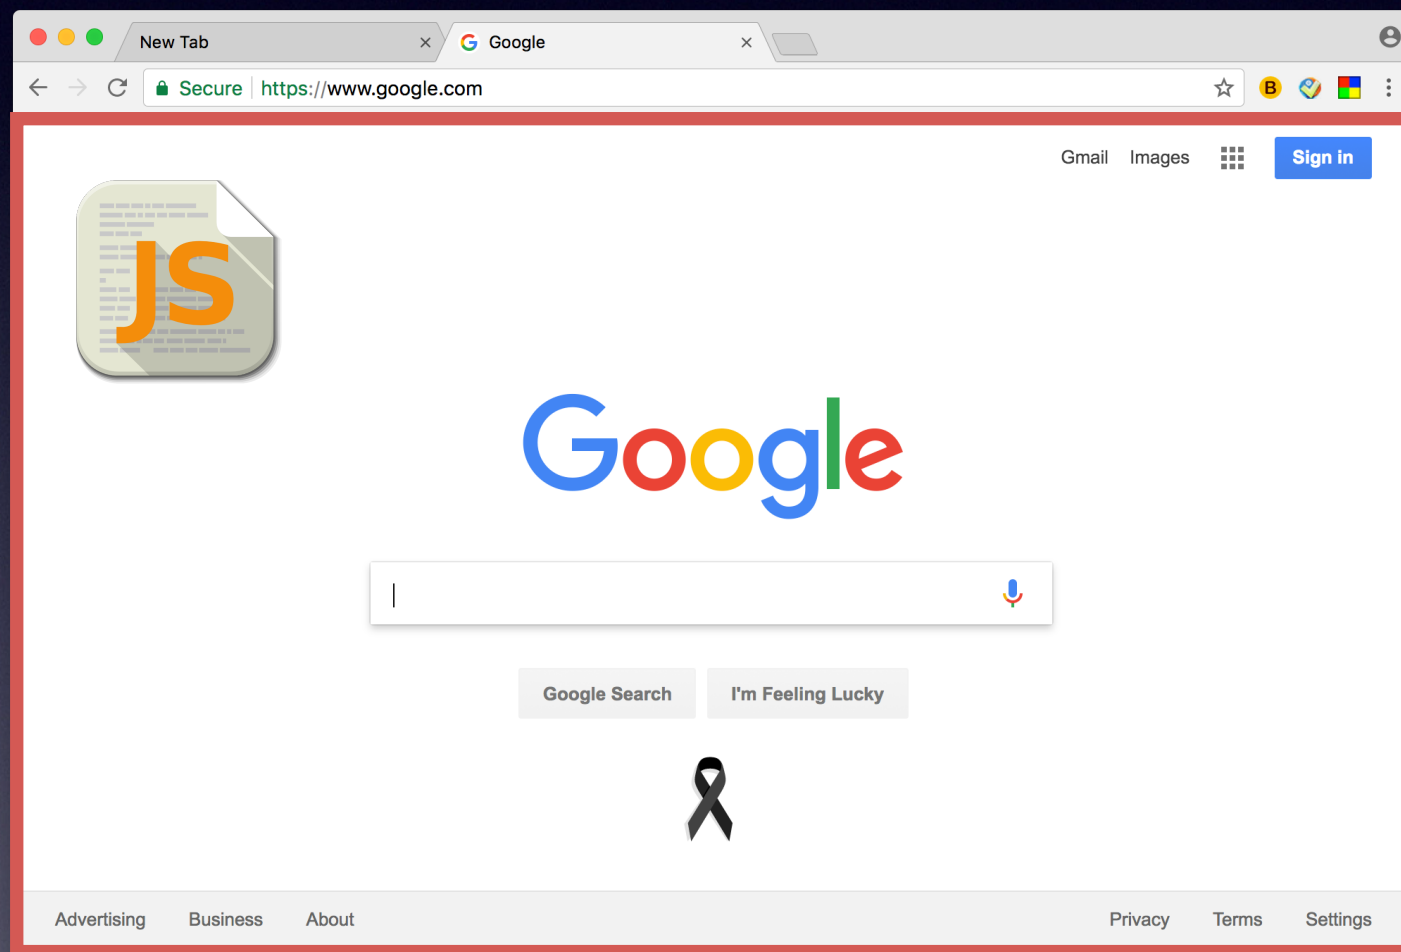 New Tab
Google
Secure https://www.google.com
B
Gmail Images Sign in
JS
Google
Google Search I'm Feeling Lucky
Advertising Business About Privacy Terms Settings